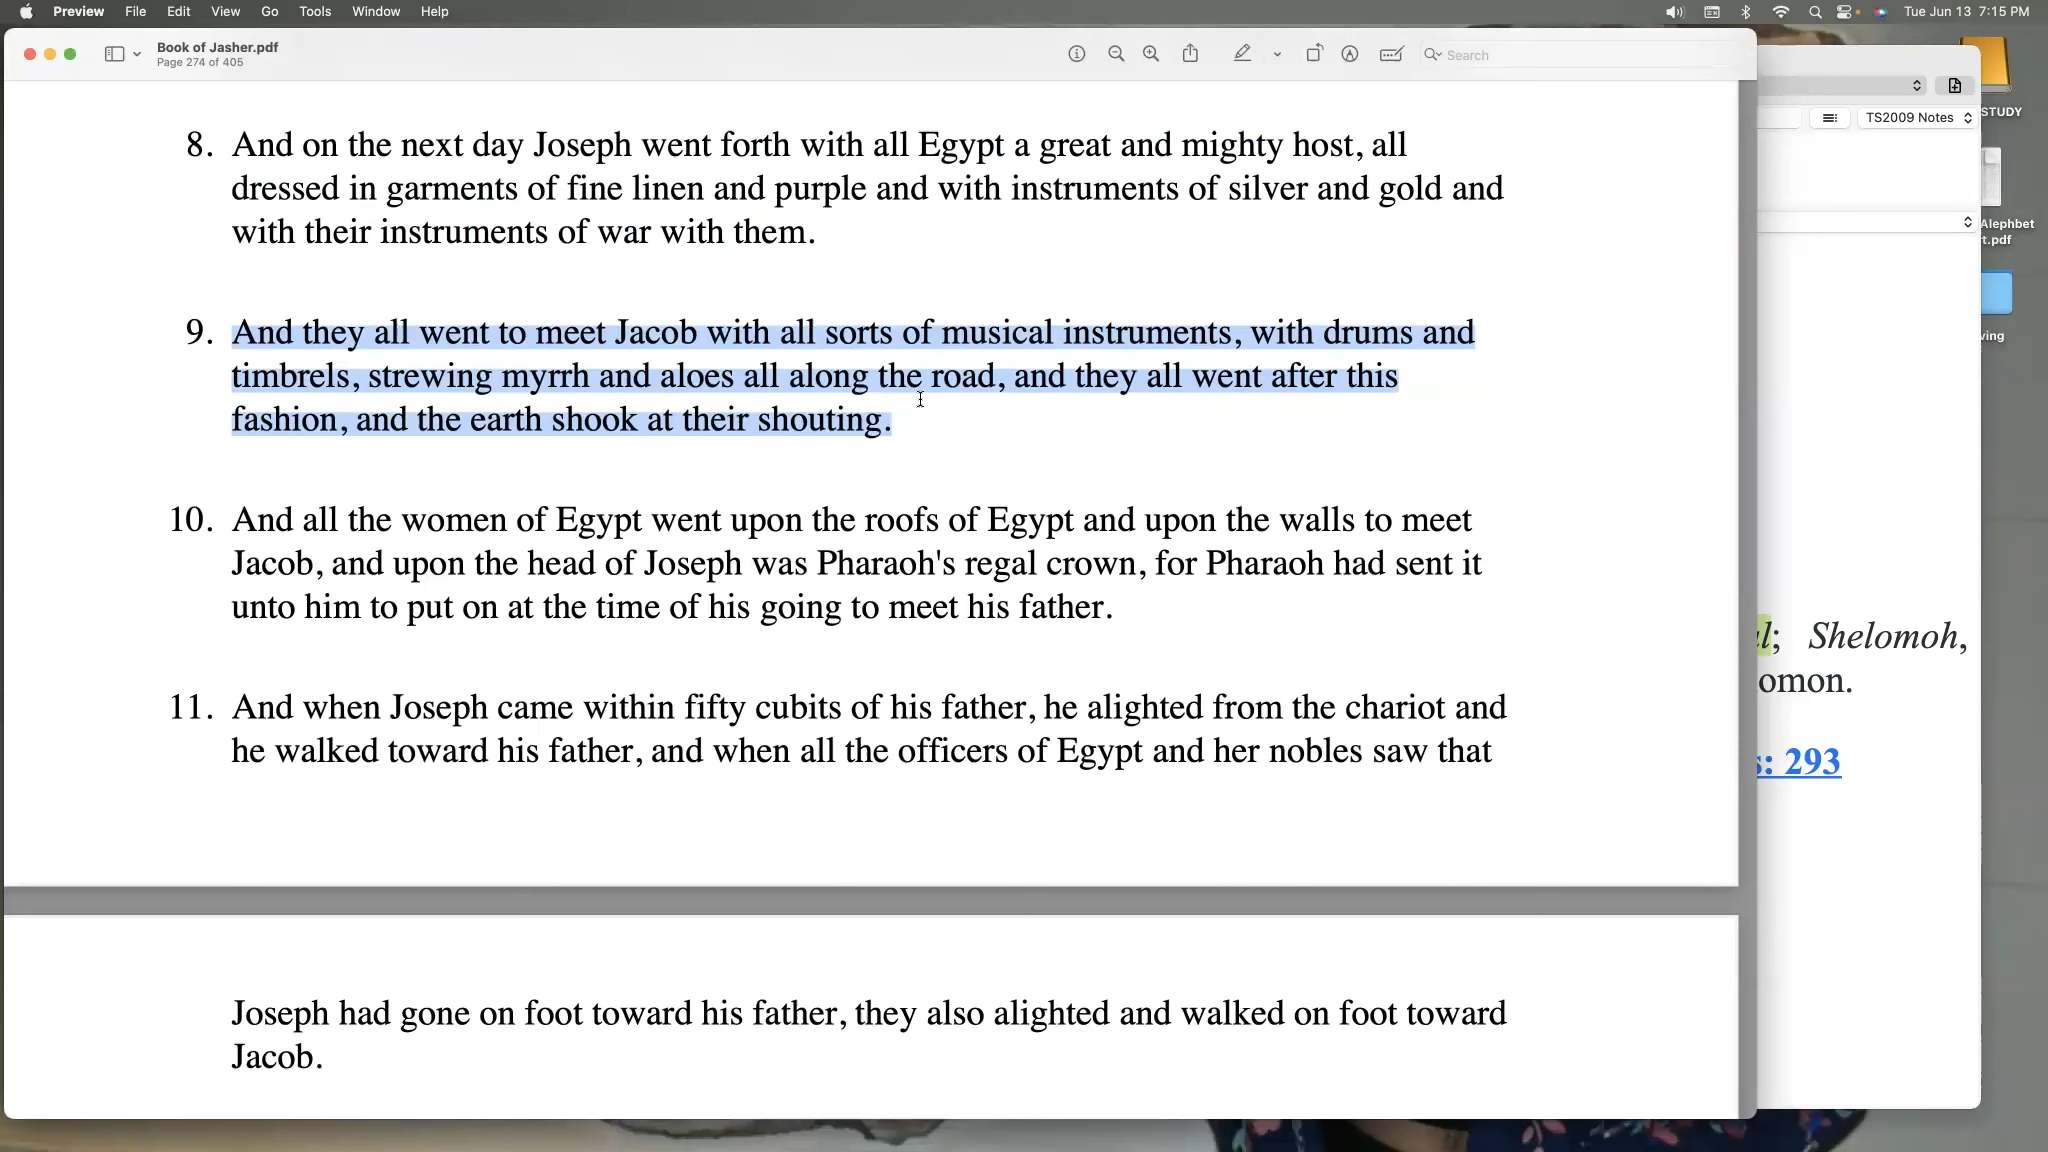 Preview File Edit View Go Tools Window Help
Tue Jun 13 7:15 PM
Book of Jasher.pdf
Page 274 of 405
Search
STUDY
TS2009 Notes
Alephbet
t.pdf
ving
8. And on the next day Joseph went forth with all Egypt a great and mighty host, all
dressed in garments of fine linen and purple and with instruments of silver and gold and
with their instruments of war with them.
9. And they all went to meet Jacob with all sorts of musical instruments, with drums and
timbrels, strewing myrrh and aloes all along the road, and they all went after this
fashion, and the earth shook at their shouting.
10. And all the women of Egypt went upon the roofs of Egypt and upon the walls to meet
Jacob, and upon the head of Joseph was Pharaoh's regal crown, for Pharaoh had sent it
unto him to put on at the time of his going to meet his father.
11. And when Joseph came within fifty cubits of his father, he alighted from the chariot and
he walked toward his father, and when all the officers of Egypt and her nobles saw that
Joseph had gone on foot toward his father, they also alighted and walked on foot toward
Jacob.
l; Shelomoh,
omon.
s: 293